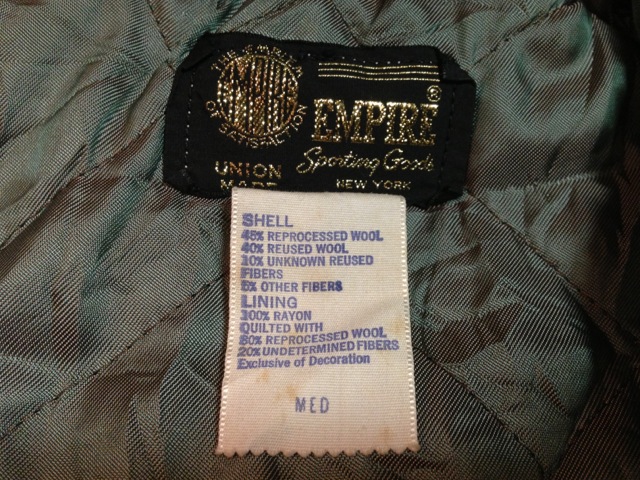 THE EMBLEM
OF SATISFACTION
EMPIRE®
Sporting Goods
UNION
MADE
NEW YORK
SHELL
45% REPROCESSED WOOL
40% REUSED WOOL
10% UNKNOWN REUSED
FIBERS
5% OTHER FIBERS
LINING
100% RAYON
QUILTED WITH
80% REPROCESSED WOOL
20% UNDETERMINED FIBERS
Exclusive of Decoration
MED